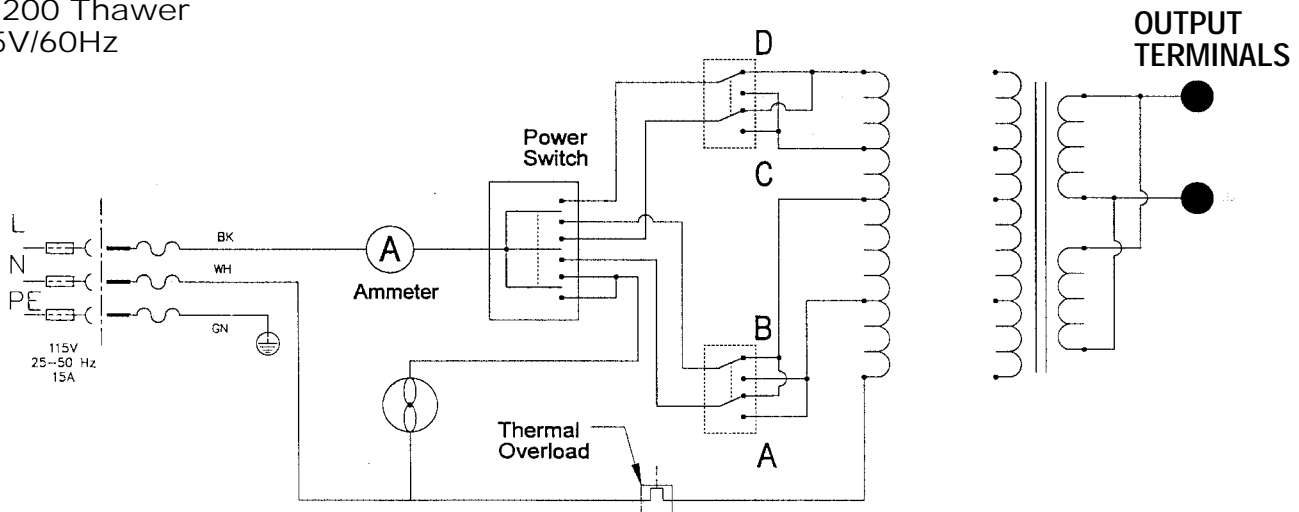 200 Thawer
5V/60Hz
OUTPUT
TERMINALS
D
Power
Switch
C
L
BK
A
N
WH
Ammeter
PE
GN
115V
25-50 Hz
15A
B
Thermal
Overload
A